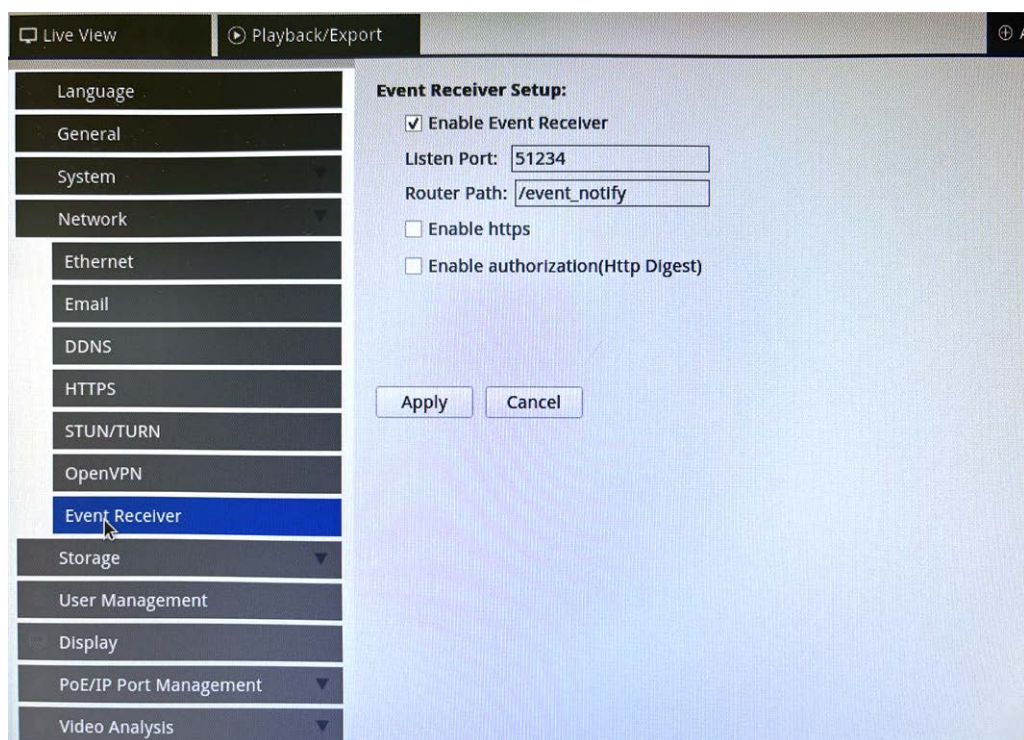 Live View
Playback/Export
Language
General
System
Network
Ethernet
Email
DDNS
HTTPS
STUN/TURN
OpenVPN
Event Receiver
Storage
User Management
Display
PoE/IP Port Management
Video Analysis
Event Receiver Setup:
Enable Event Receiver
Listen Port: 51234
Router Path: /event_notify
Enable https
Enable authorization(Http Digest)
Apply Cancel